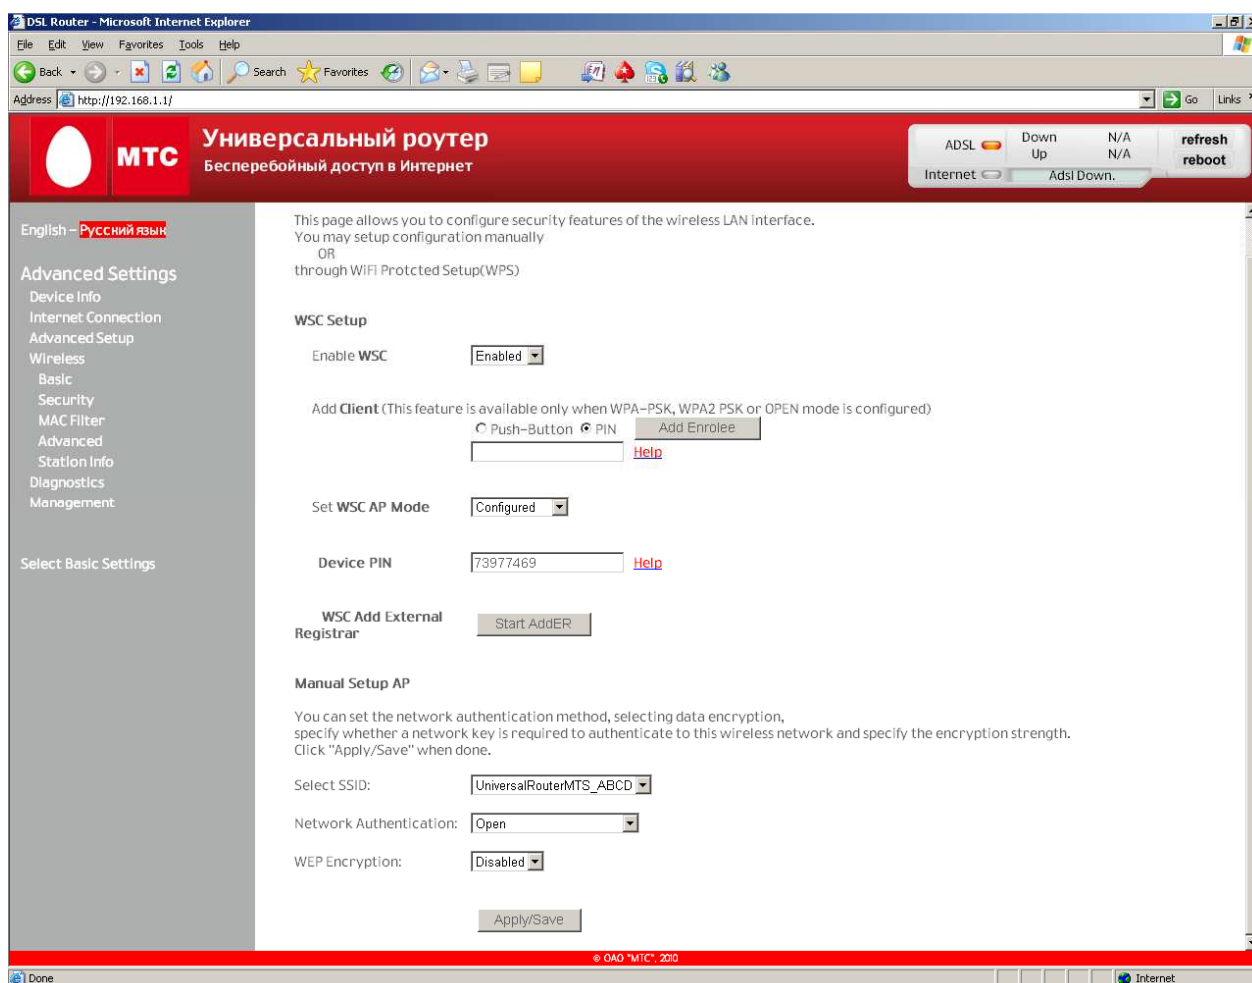 DSL Router - Microsoft Internet Explorer
File Edit View Favorites Tools Help
Back Search Favorites
Address http://192.168.1.1/ Go Links
МТС
Универсальный роутер
Бесперебойный доступ в Интернет
ADSL Down N/A
Up N/A
Internet Adsl Down.
refresh
reboot
English – Русский язык
Advanced Settings
Device Info
Internet Connection
Advanced Setup
Wireless
Basic
Security
MAC Filter
Advanced
Station Info
Diagnostics
Management
Select Basic Settings
This page allows you to configure security features of the wireless LAN interface.
You may setup configuration manually
OR
through WiFi Protcted Setup(WPS)
WSC Setup
Enable WSC Enabled
Add Client (This feature is available only when WPA-PSK, WPA2 PSK or OPEN mode is configured)
Push-Button PIN Add Enrolee
Help
Set WSC AP Mode Configured
Device PIN 73977469 Help
WSC Add External
Registrar Start AddER
Manual Setup AP
You can set the network authentication method, selecting data encryption,
specify whether a network key is required to authenticate to this wireless network and specify the encryption strength.
Click "Apply/Save" when done.
Select SSID: UniversalRouterMTS_ABCD
Network Authentication: Open
WEP Encryption: Disabled
Apply/Save
© ОАО "МТС", 2010
Done Internet